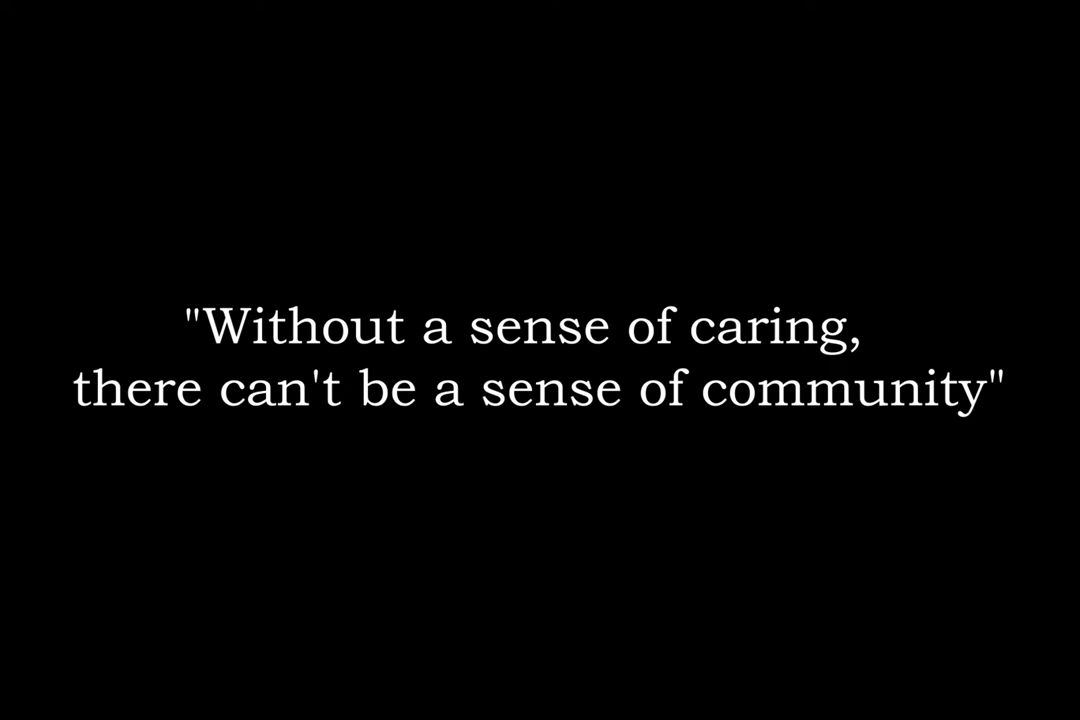 "Without a sense of caring,
there can't be a sense of community"